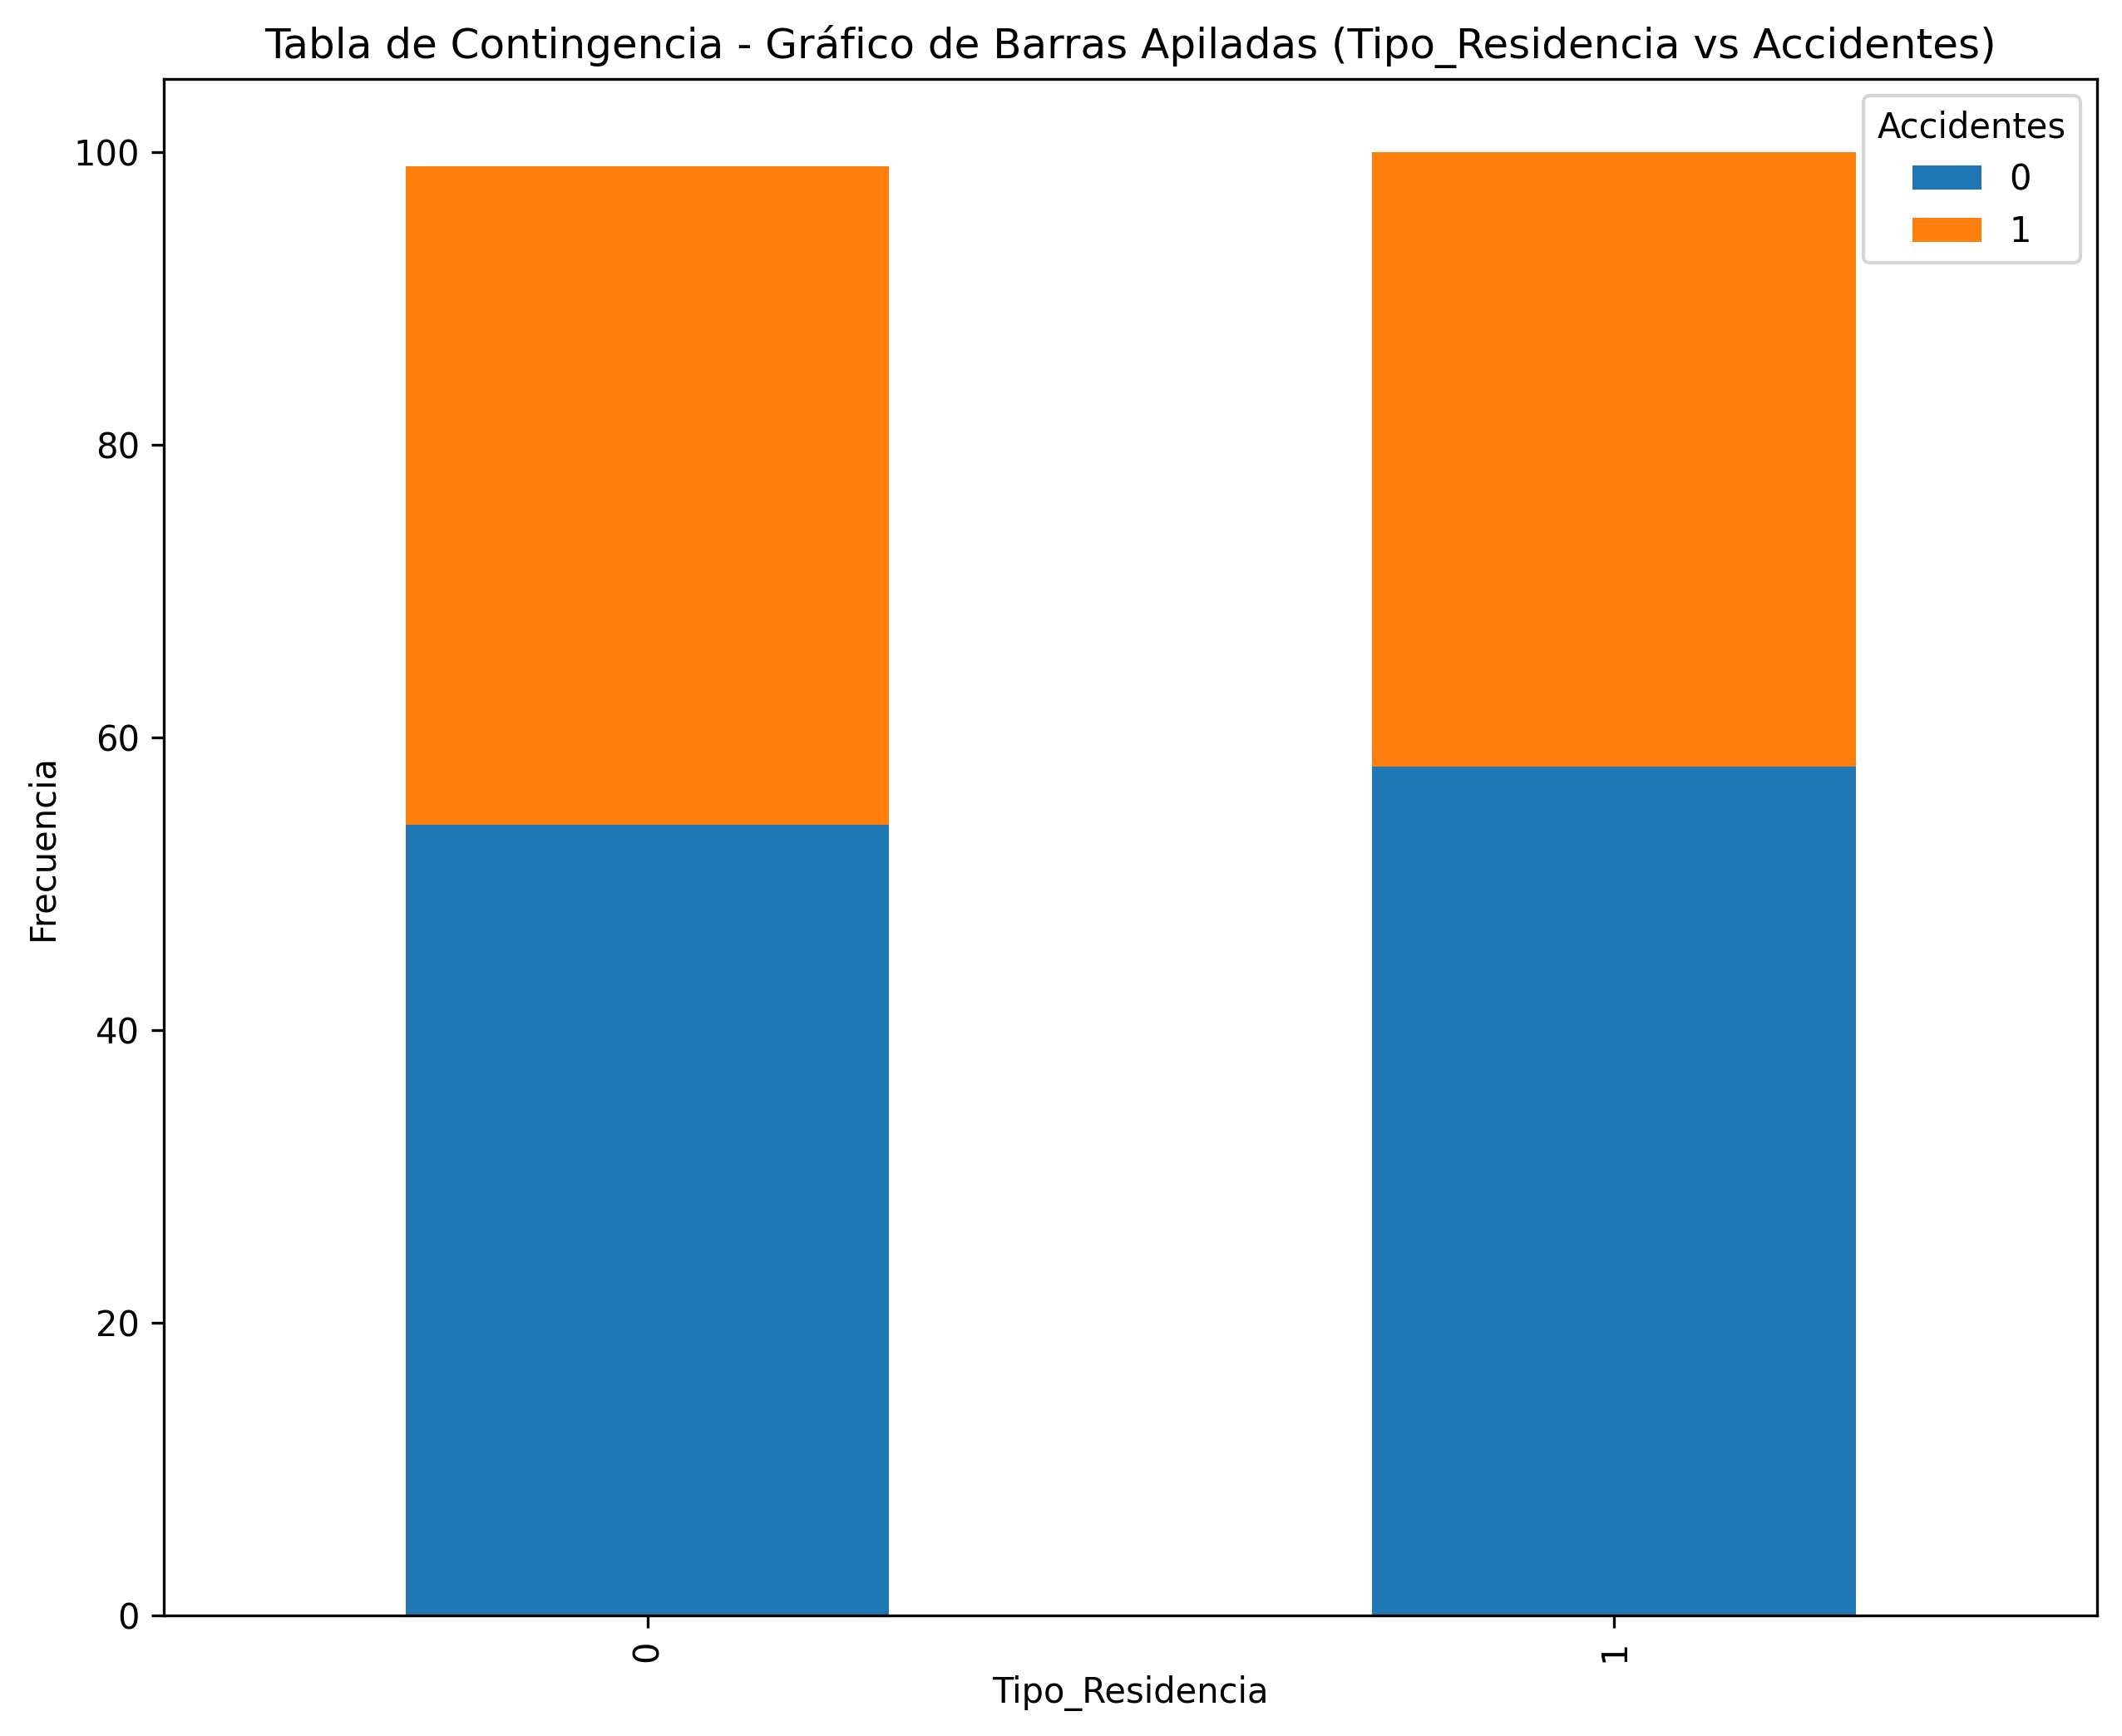 Tabla de Contingencia - Gráfico de Barras Apiladas (Tipo_Residencia vs Accidentes)
Accidentes
0
1
100
80
60
40
20
0
Frecuencia
0
1
Tipo_Residencia